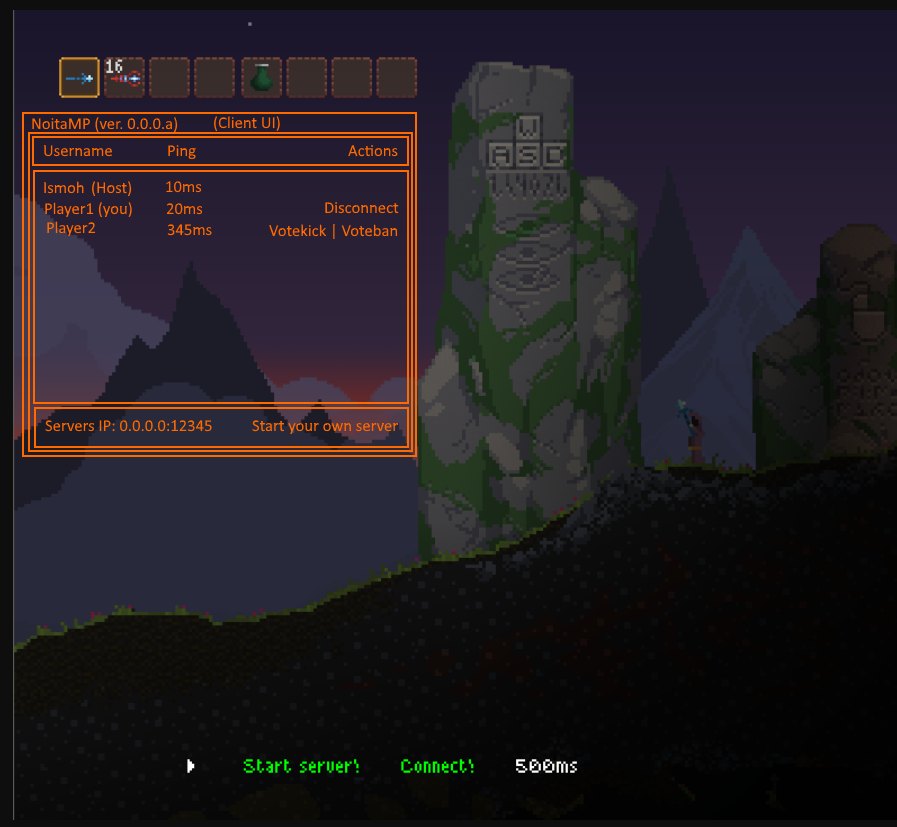 16
NoitaMP (ver. 0.0.0.a) (Client UI)
Username Ping Actions
Ismoh (Host) 10ms
Player1 (you) 20ms Disconnect
Player2 345ms Votekick | Voteban
Servers IP: 0.0.0.0:12345 Start your own server
W
A S
Start server! Connect! 500ms